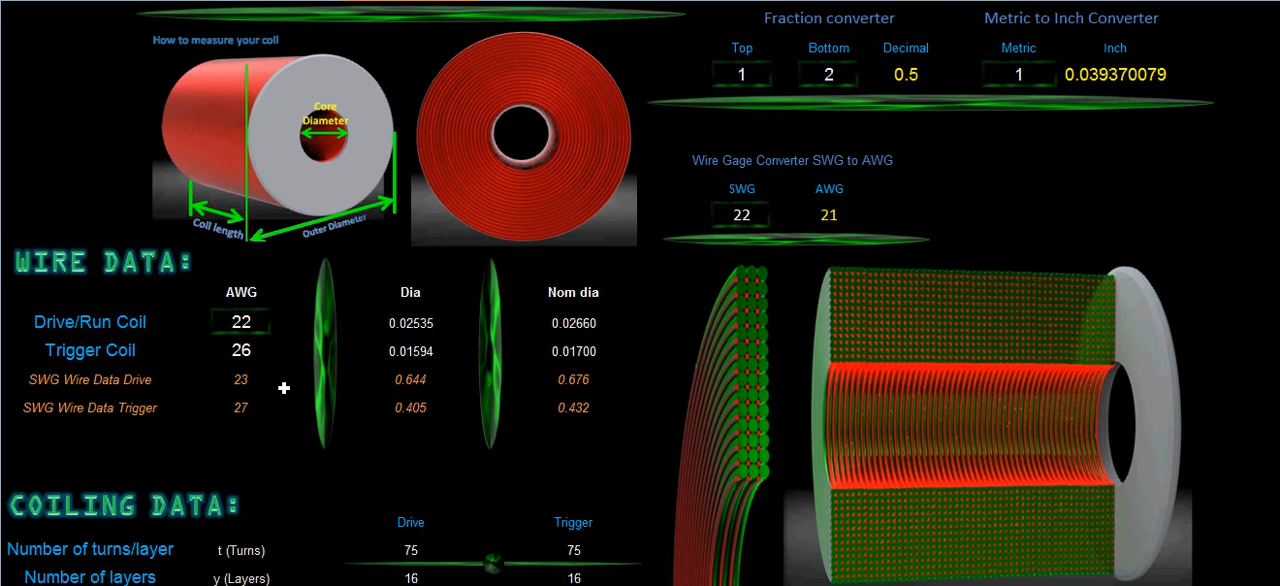 Fraction converter
Metric to Inch Converter
Top Bottom Decimal
1 2 0.5
Metric Inch
1 0.039370079
How to measure your coil
Core
Diameter
Coil length
Outer Diameter
Wire Gage Converter SWG to AWG
SWG AWG
22 21
WIRE DATA:
AWG Dia Nom dia
Drive/Run Coil 22 0.02535 0.02660
Trigger Coil 26 0.01594 0.01700
SWG Wire Data Drive 23 0.644 0.676
SWG Wire Data Trigger 27 0.405 0.432
COILING DATA:
Drive Trigger
Number of turns/layer t (Turns) 75 75
Number of layers y (Layers) 16 16